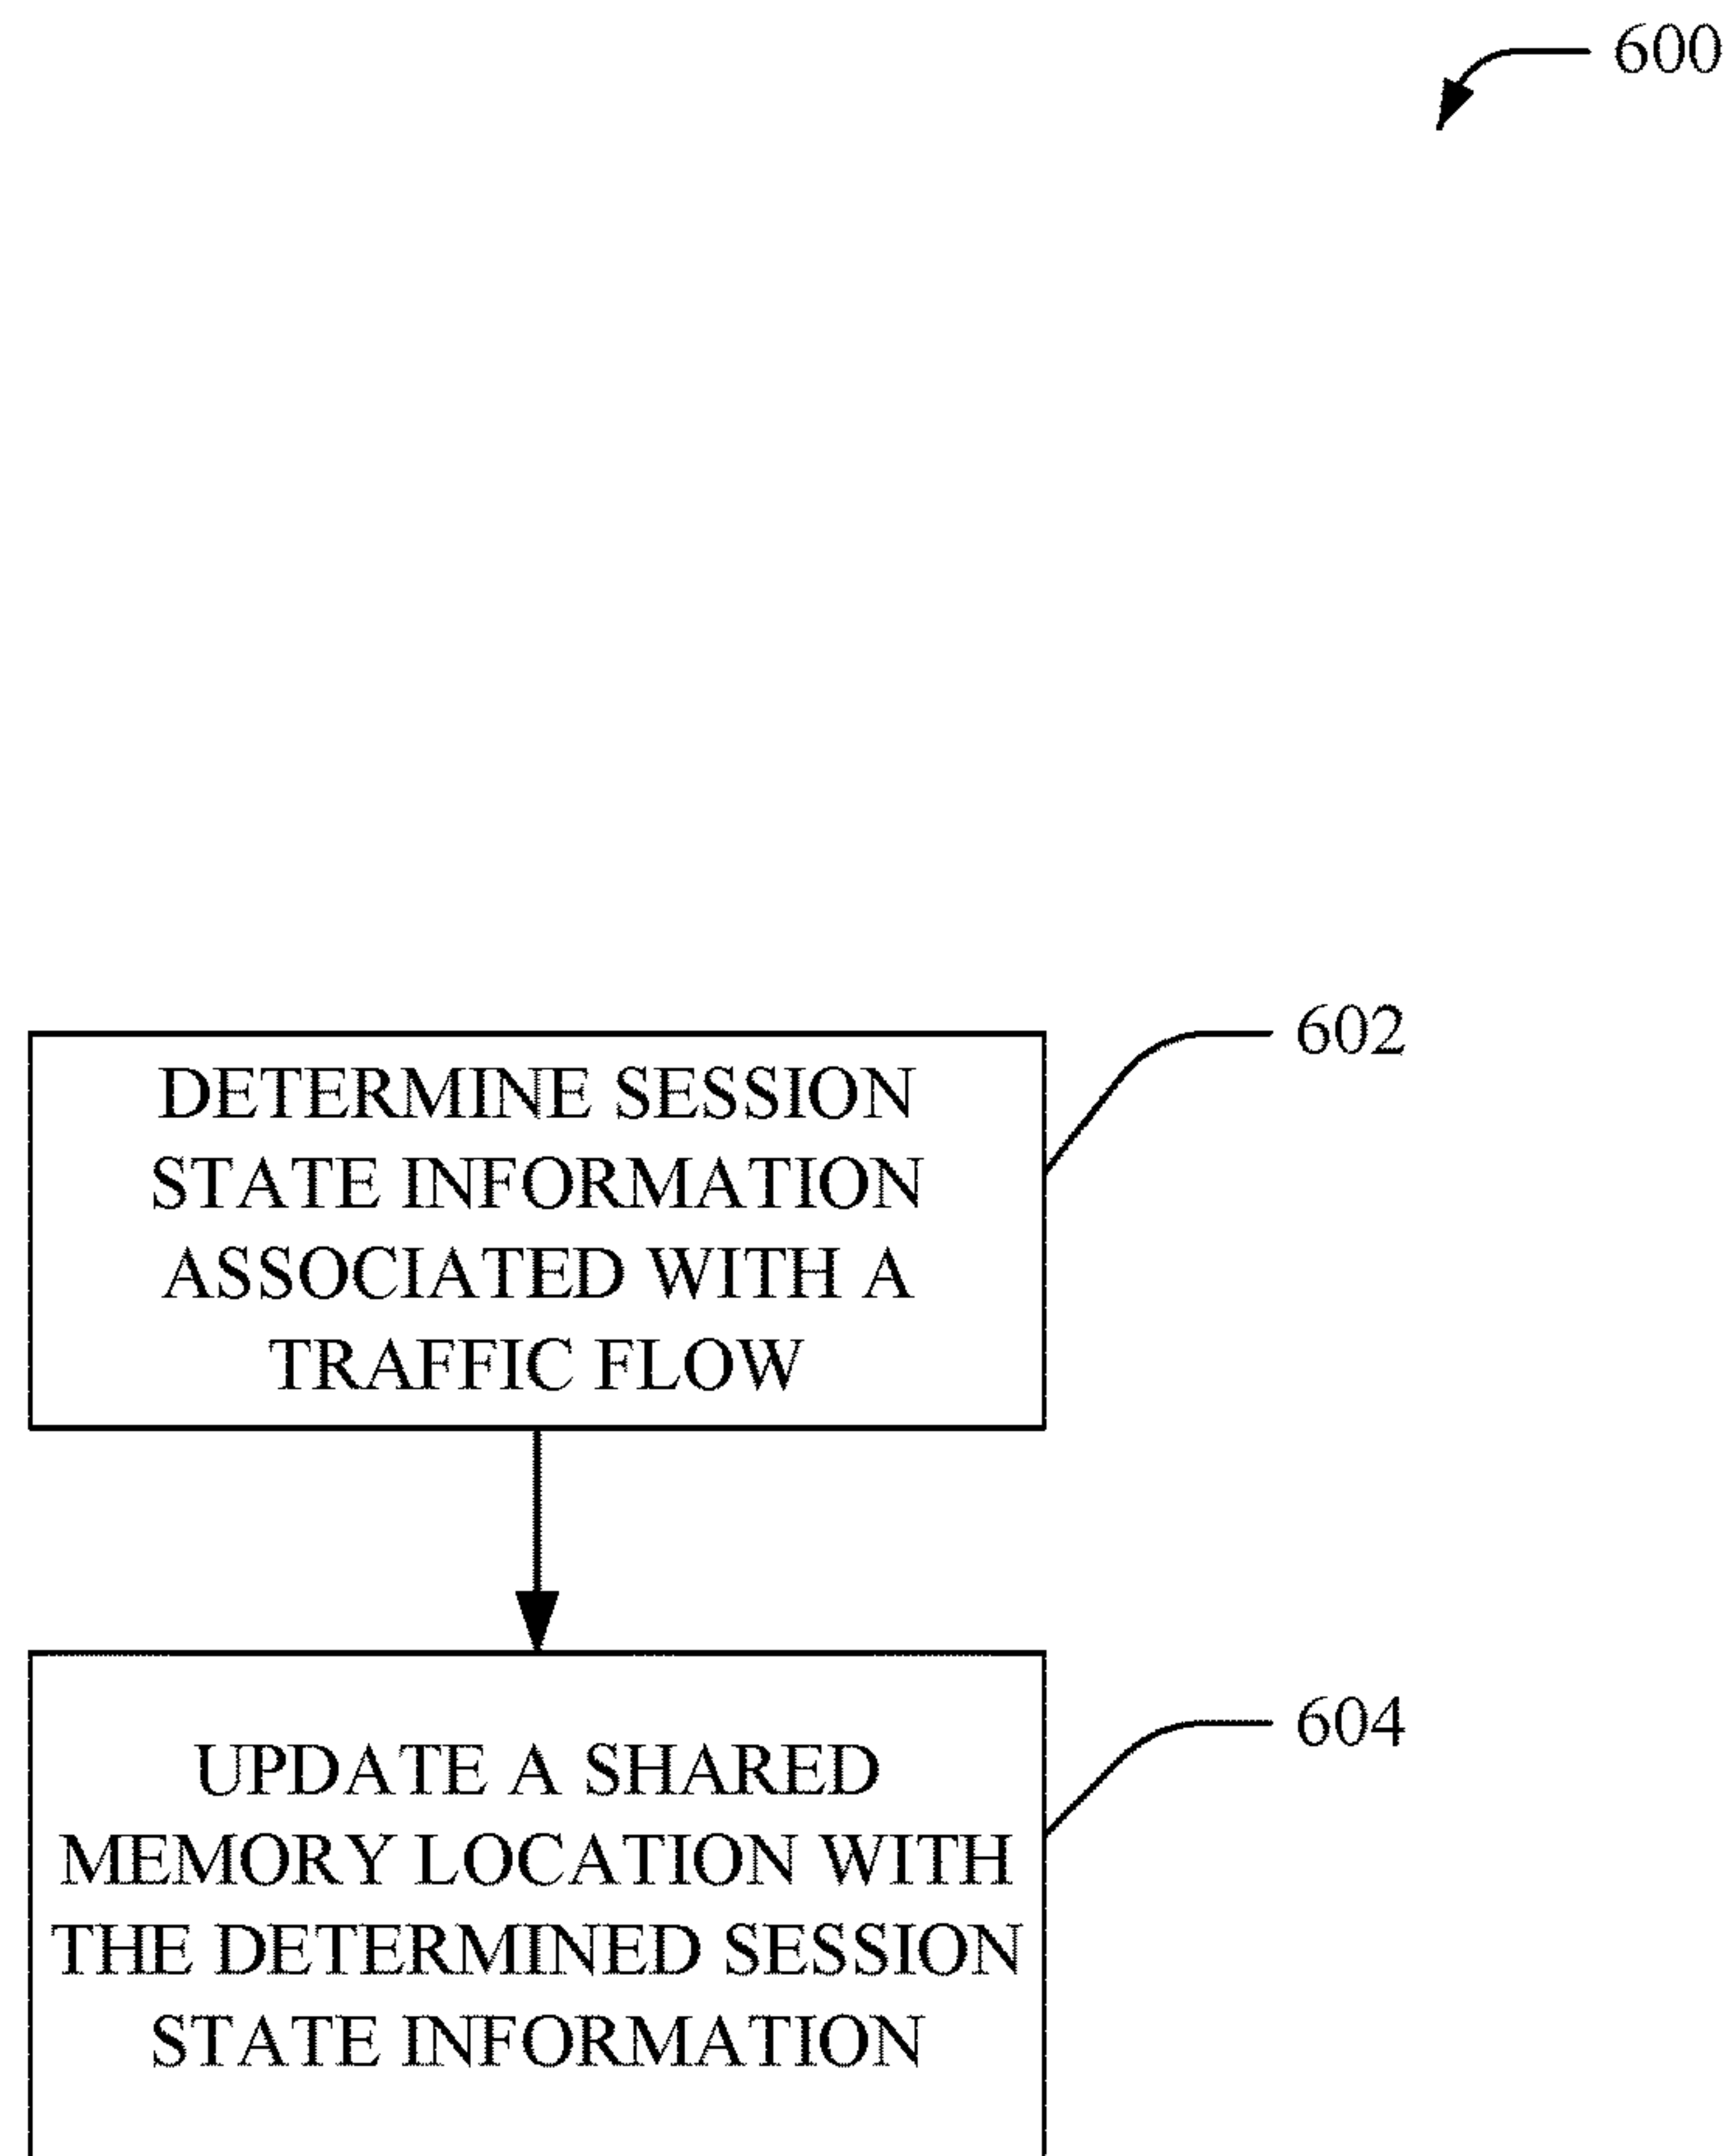 600
602
DETERMINE SESSION
STATE INFORMATION
ASSOCIATED WITH A
TRAFFIC FLOW
604
UPDATE A SHARED
MEMORY LOCATION WITH
THE DETERMINED SESSION
STATE INFORMATION